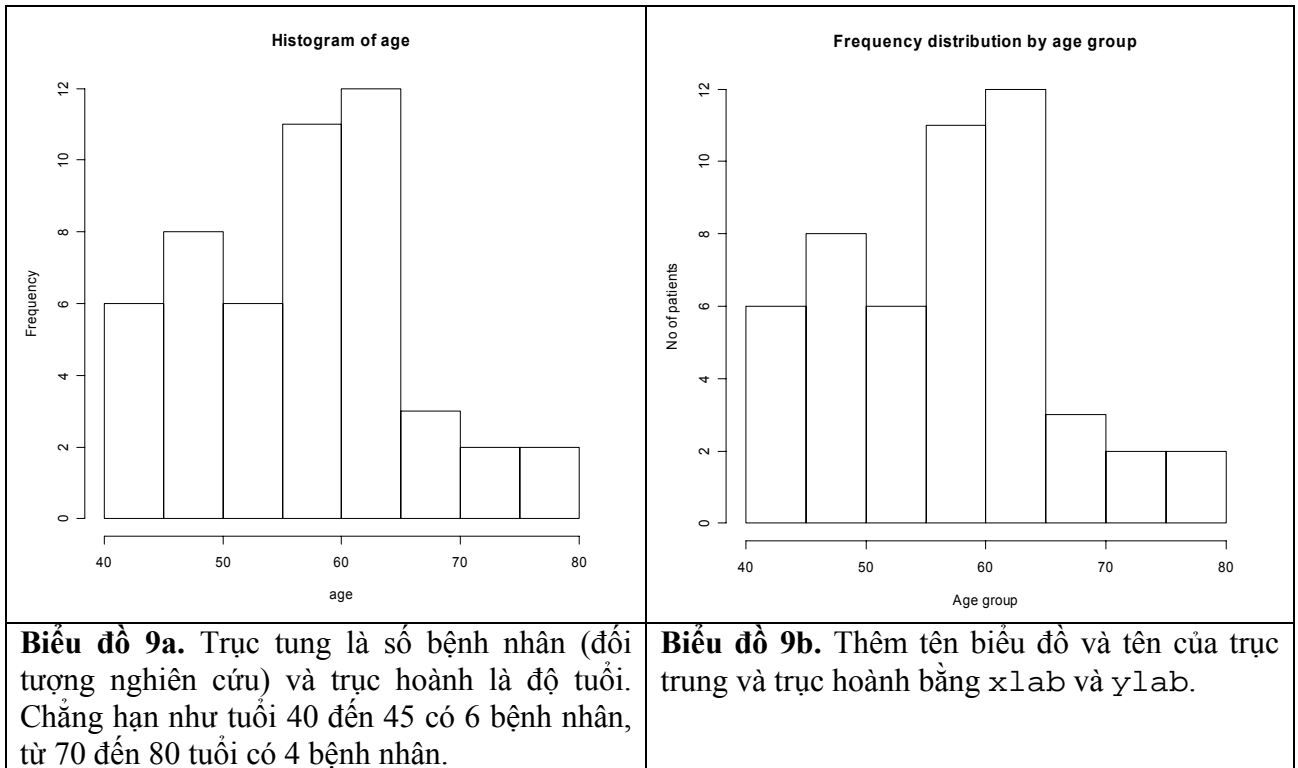 Histogram of age
Frequency
12
10
8
6
4
2
0
40 50 60 70 80
age
Biểu đồ 9a. Trục tung là số bệnh nhân (đối
tượng nghiên cứu) và trục hoành là độ tuổi.
Chẳng hạn như tuổi 40 đến 45 có 6 bệnh nhân,
từ 70 đến 80 tuổi có 4 bệnh nhân.
Frequency distribution by age group
No of patients
12
10
8
6
4
2
0
40 50 60 70 80
Age group
Biểu đồ 9b. Thêm tên biểu đồ và tên của trục
trung và trục hoành bằng xlab và ylab.